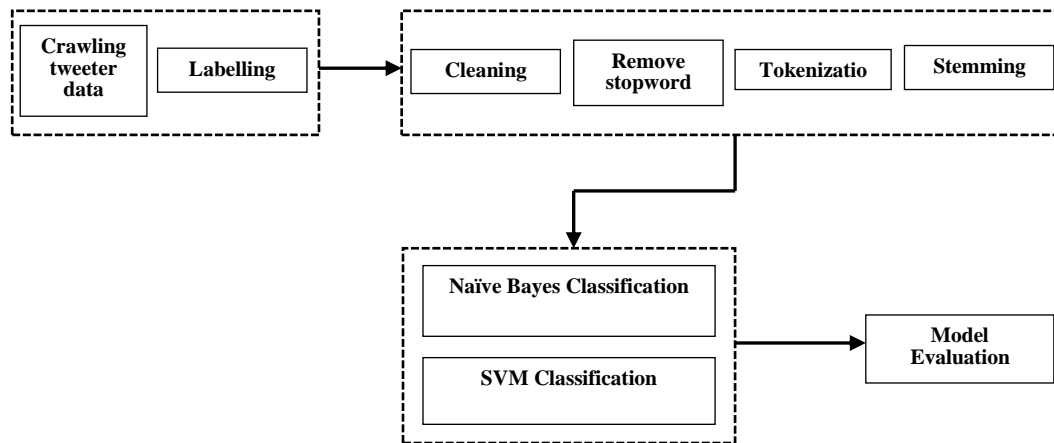 Crawling
tweeter
data
Labelling
Cleaning
Remove
stopword
Tokenizatio
Stemming
Naïve Bayes Classification
SVM Classification
Model
Evaluation